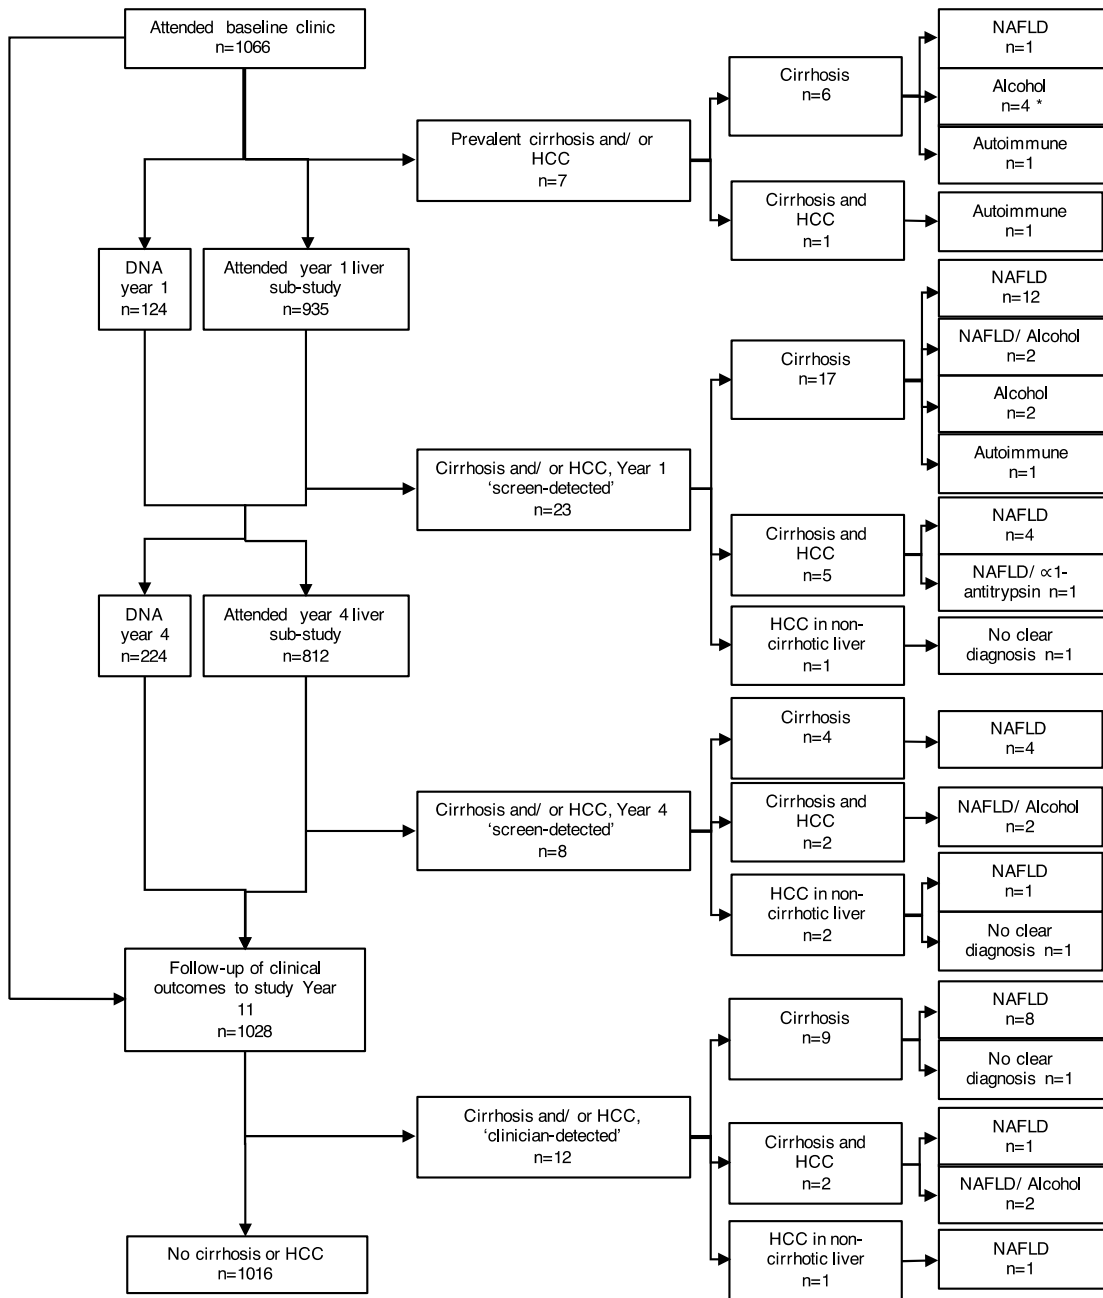 Attended baseline clinic
n=1066
Prevalent cirrhosis and/ or
HCC
n=7
Cirrhosis
n=6
NAFLD
n=1
Alcohol
n=4 *
Autoimmune
n=1
Cirrhosis and
HCC
n=1
Autoimmune
n=1
DNA
year 1
n=124
Attended year 1 liver
sub-study
n=935
Cirrhosis and/ or HCC, Year 1
‘screen-detected’
n=23
Cirrhosis
n=17
NAFLD
n=12
NAFLD/ Alcohol
n=2
Alcohol
n=2
Autoimmune
n=1
Cirrhosis and
HCC
n=5
NAFLD
n=4
NAFLD/ ∝1-
antitrypsin n=1
HCC in non-
cirrhotic liver
n=1
No clear
diagnosis n=1
DNA
year 4
n=224
Attended year 4 liver
sub-study
n=812
Cirrhosis and/ or HCC, Year 4
‘screen-detected’
n=8
Cirrhosis
n=4
NAFLD
n=4
Cirrhosis and
HCC
n=2
NAFLD/ Alcohol
n=2
HCC in non-
cirrhotic liver
n=2
NAFLD
n=1
No clear
diagnosis n=1
Follow-up of clinical
outcomes to study Year
11
n=1028
Cirrhosis and/ or HCC,
‘clinician-detected’
n=12
Cirrhosis
n=9
NAFLD
n=8
No clear
diagnosis n=1
Cirrhosis and
HCC
n=2
NAFLD
n=1
NAFLD/ Alcohol
n=2
HCC in non-
cirrhotic liver
n=1
NAFLD
n=1
No cirrhosis or HCC
n=1016